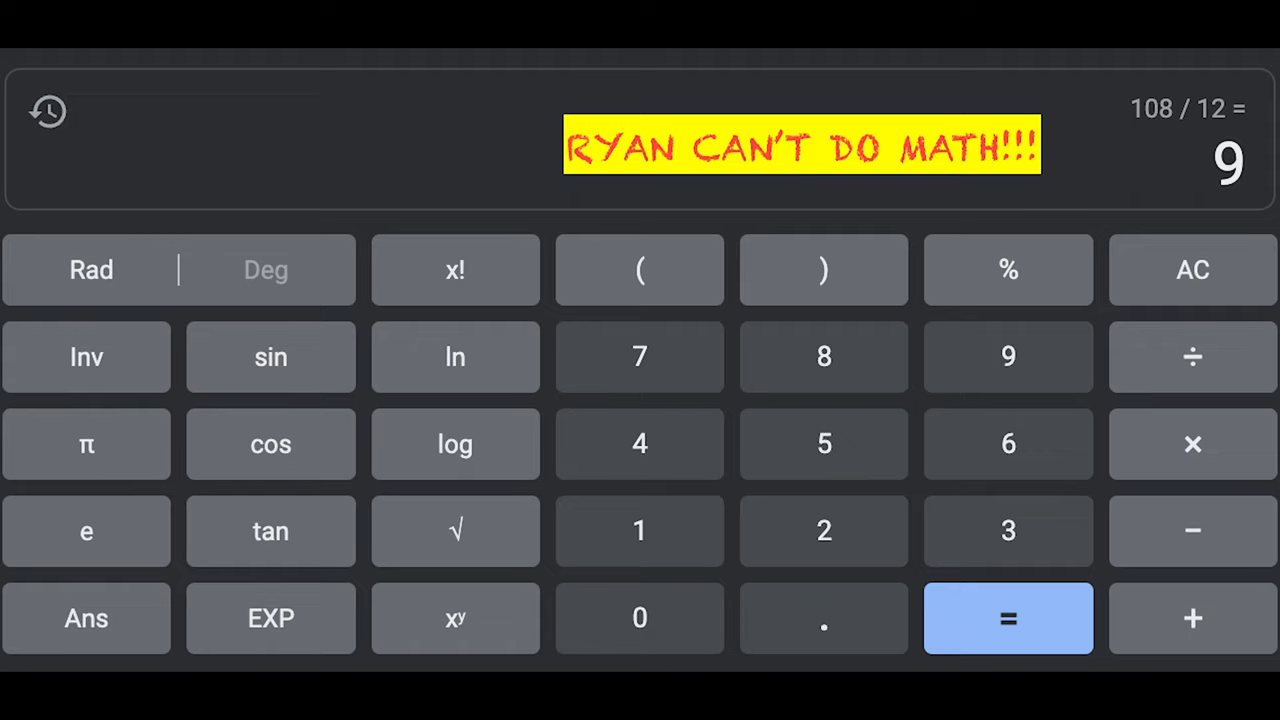 108 / 12 =
RYAN CAN'T DO MATH!!!
9
Rad | Deg x! ( ) % AC
Inv sin ln 7 8 9 ÷
π cos log 4 5 6 ×
e tan √ 1 2 3 −
Ans EXP xʸ 0 . = +